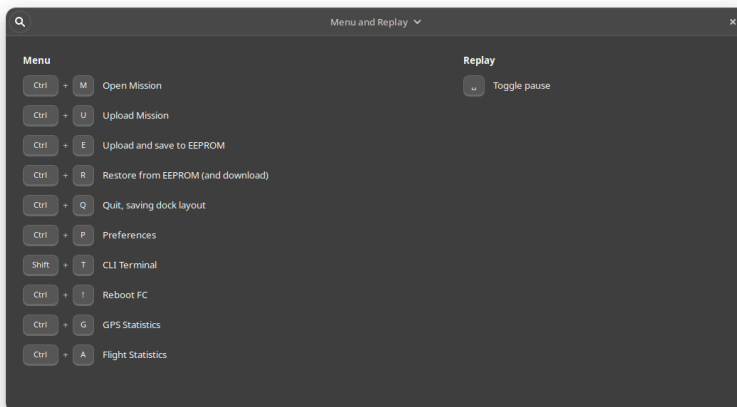 Menu and Replay
Menu
Ctrl + M Open Mission
Ctrl + U Upload Mission
Ctrl + E Upload and save to EEPROM
Ctrl + R Restore from EEPROM (and download)
Ctrl + Q Quit, saving dock layout
Ctrl + P Preferences
Shift + T CLI Terminal
Ctrl + ! Reboot FC
Ctrl + G GPS Statistics
Ctrl + A Flight Statistics
Replay
␣ Toggle pause